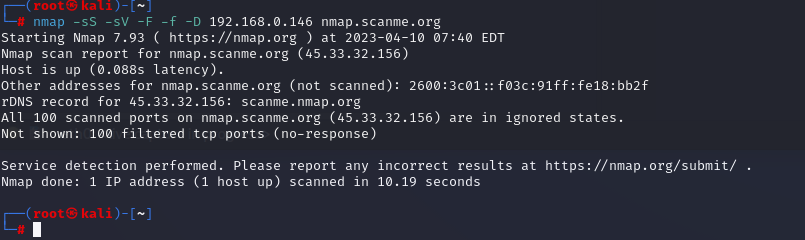 ┌──(root㉿kali)-[~]
└─# nmap -sS -sV -F -f -D 192.168.0.146 nmap.scanme.org
Starting Nmap 7.93 ( https://nmap.org ) at 2023-04-10 07:40 EDT
Nmap scan report for nmap.scanme.org (45.33.32.156)
Host is up (0.088s latency).
Other addresses for nmap.scanme.org (not scanned): 2600:3c01::f03c:91ff:fe18:bb2f
rDNS record for 45.33.32.156: scanme.nmap.org
All 100 scanned ports on nmap.scanme.org (45.33.32.156) are in ignored states.
Not shown: 100 filtered tcp ports (no-response)
Service detection performed. Please report any incorrect results at https://nmap.org/submit/ .
Nmap done: 1 IP address (1 host up) scanned in 10.19 seconds
┌──(root㉿kali)-[~]
└─#